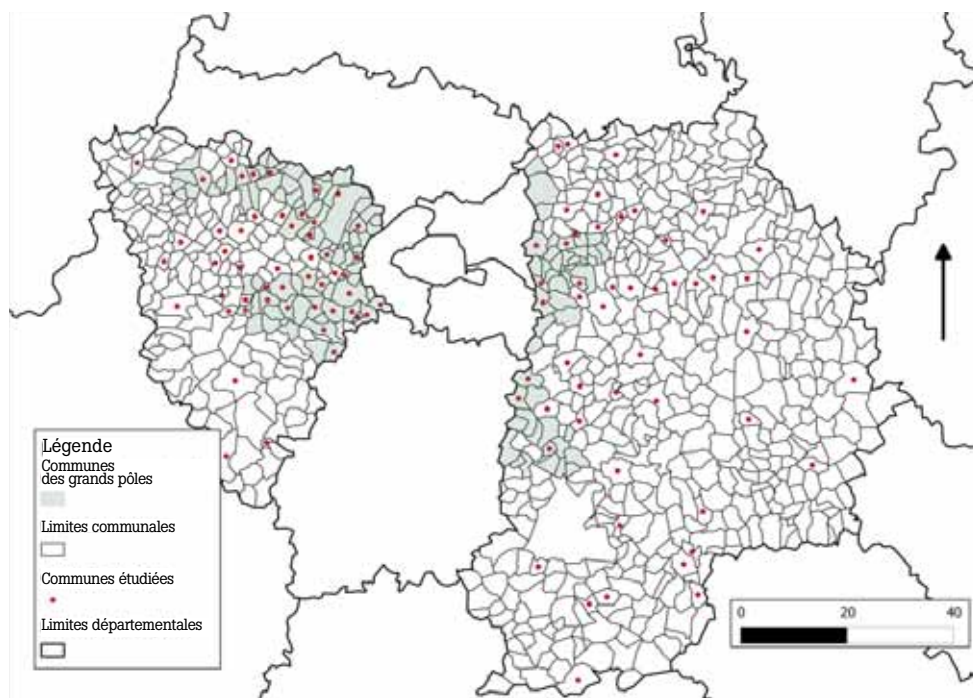 Légende
Communes
des grands pôles
Limites communales
Communes étudiées
Limites départementales
0 20 40